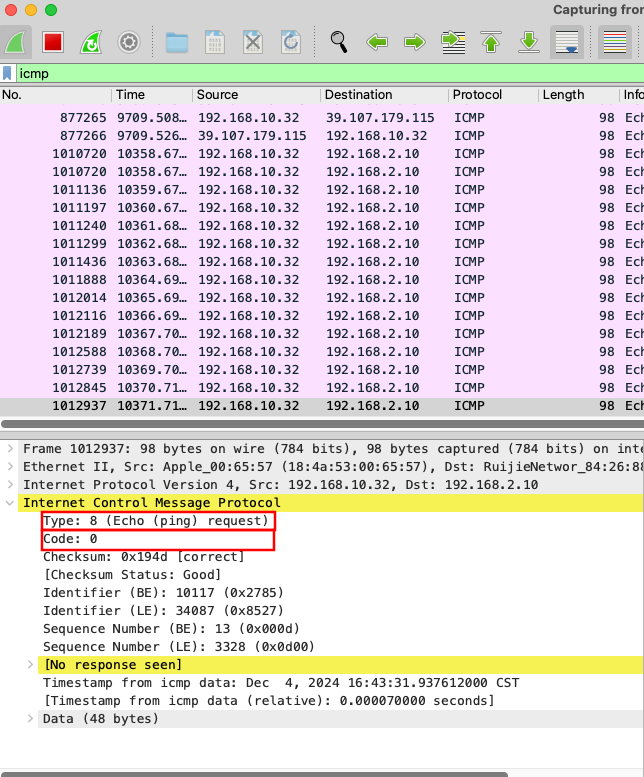 Capturing from
icmp
No. Time Source Destination Protocol Length Info
877265 9709.508… 192.168.10.32 39.107.179.115 ICMP 98 Ech
877266 9709.526… 39.107.179.115 192.168.10.32 ICMP 98 Ech
1010720 10358.67… 192.168.10.32 192.168.2.10 ICMP 98 Ech
1010720 10358.67… 192.168.10.32 192.168.2.10 ICMP 98 Ech
1011136 10359.67… 192.168.10.32 192.168.2.10 ICMP 98 Ech
1011197 10360.67… 192.168.10.32 192.168.2.10 ICMP 98 Ech
1011240 10361.68… 192.168.10.32 192.168.2.10 ICMP 98 Ech
1011299 10362.68… 192.168.10.32 192.168.2.10 ICMP 98 Ech
1011436 10363.68… 192.168.10.32 192.168.2.10 ICMP 98 Ech
1011888 10364.69… 192.168.10.32 192.168.2.10 ICMP 98 Ech
1012014 10365.69… 192.168.10.32 192.168.2.10 ICMP 98 Ech
1012116 10366.69… 192.168.10.32 192.168.2.10 ICMP 98 Ech
1012189 10367.70… 192.168.10.32 192.168.2.10 ICMP 98 Ech
1012588 10368.70… 192.168.10.32 192.168.2.10 ICMP 98 Ech
1012739 10369.70… 192.168.10.32 192.168.2.10 ICMP 98 Ech
1012845 10370.71… 192.168.10.32 192.168.2.10 ICMP 98 Ech
1012937 10371.71… 192.168.10.32 192.168.2.10 ICMP 98 Ech
Frame 1012937: 98 bytes on wire (784 bits), 98 bytes captured (784 bits) on inte
Ethernet II, Src: Apple_00:65:57 (18:4a:53:00:65:57), Dst: RuijieNetwor_84:26:88
Internet Protocol Version 4, Src: 192.168.10.32, Dst: 192.168.2.10
Internet Control Message Protocol
Type: 8 (Echo (ping) request)
Code: 0
Checksum: 0x194d [correct]
[Checksum Status: Good]
Identifier (BE): 10117 (0x2785)
Identifier (LE): 34087 (0x8527)
Sequence Number (BE): 13 (0x000d)
Sequence Number (LE): 3328 (0x0d00)
[No response seen]
Timestamp from icmp data: Dec  4, 2024 16:43:31.937612000 CST
[Timestamp from icmp data (relative): 0.000070000 seconds]
Data (48 bytes)